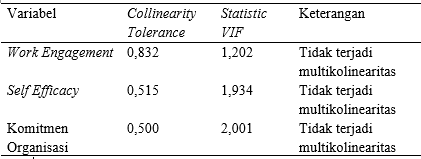 Variabel Collinearity Statistic Keterangan
Tolerance VIF
Work Engagement 0,832 1,202 Tidak terjadi
multikolinearitas
Self Efficacy 0,515 1,934 Tidak terjadi
multikolinearitas
Komitmen 0,500 2,001 Tidak terjadi
Organisasi multikolinearitas